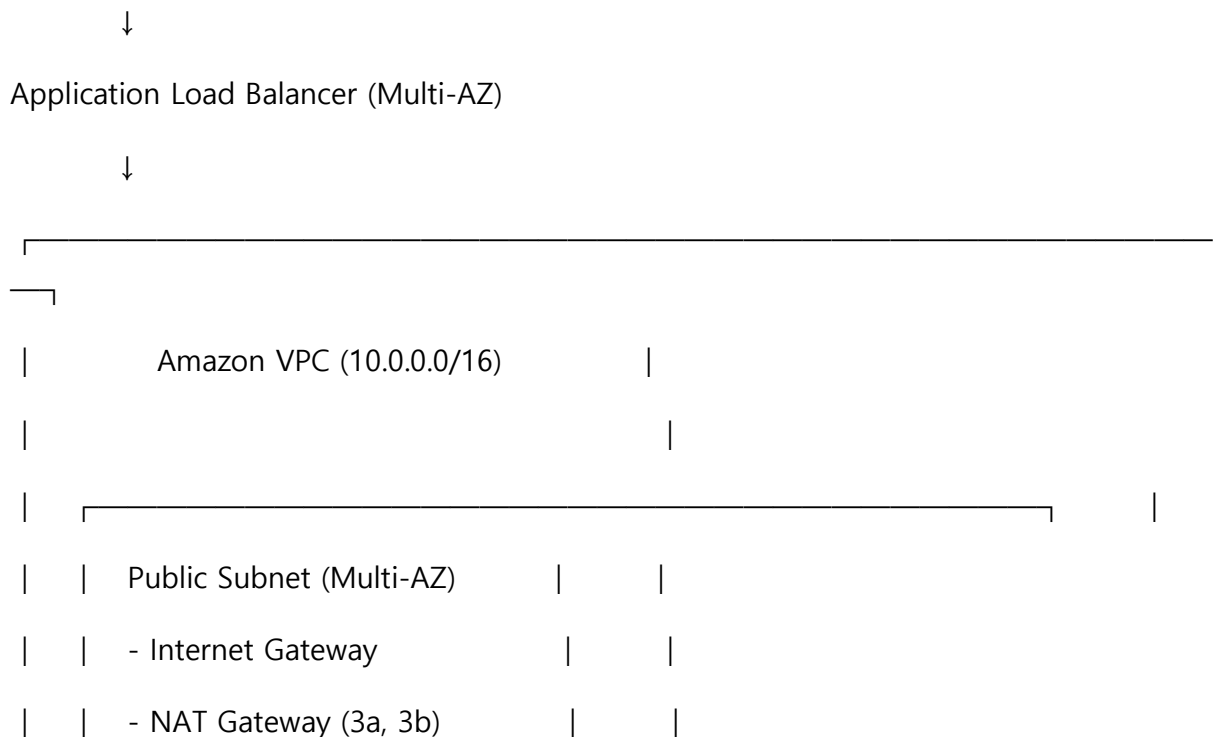 ↓
Application Load Balancer (Multi-AZ)
↓
┌─────────────────────────────────────────
─┐
│ Amazon VPC (10.0.0.0/16) │
│ │
│ ┌─────────────────────────────────┐ │
│ │ Public Subnet (Multi-AZ) │ │
│ │ - Internet Gateway │ │
│ │ - NAT Gateway (3a, 3b) │ │